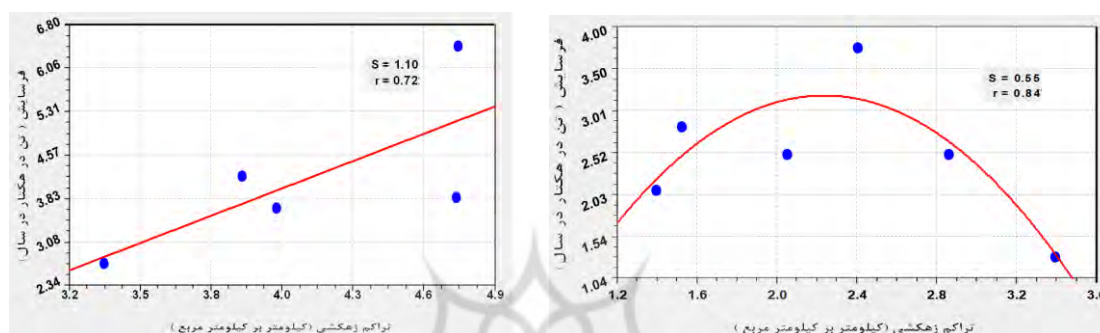 فرسایش ( تن در هکتار در سال )
6.80
6.06
5.31
4.57
3.83
3.08
2.34
S = 1.10
r = 0.72
3.2 3.5 3.8 4.0 4.3 4.6 4.9
تراکم زهکشی (کیلومتر بر کیلومتر مربع )
فرسایش ( تن در هکتار در سال )
4.00
3.50
3.01
2.52
2.03
1.54
1.04
S = 0.55
r = 0.84
1.2 1.6 2.0 2.4 2.8 3.2 3.6
تراکم زهکشی (کیلومتر بر کیلومتر مربع )